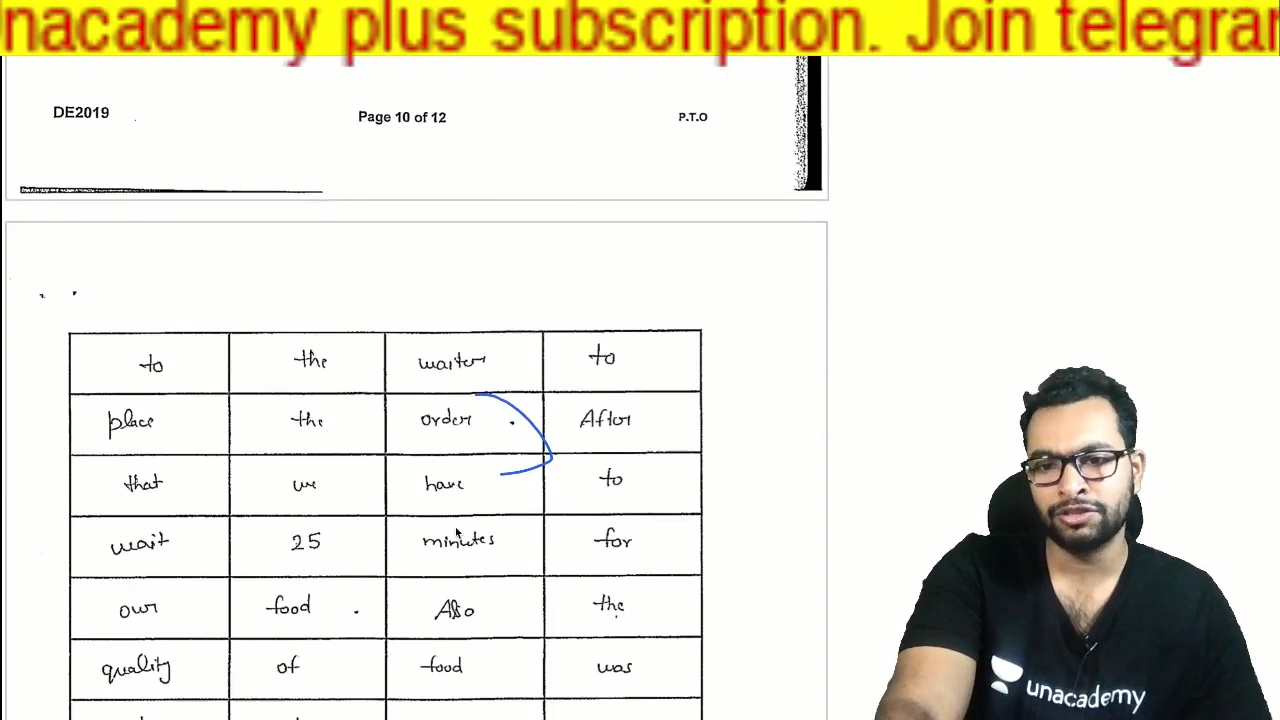 nacademy plus subscription. Join telegra
DE2019 Page 10 of 12 P.T.O
to the waiter to
place the order . After
that we have to
wait 25 minutes for
our food . Also the
quality of food was
unacademy